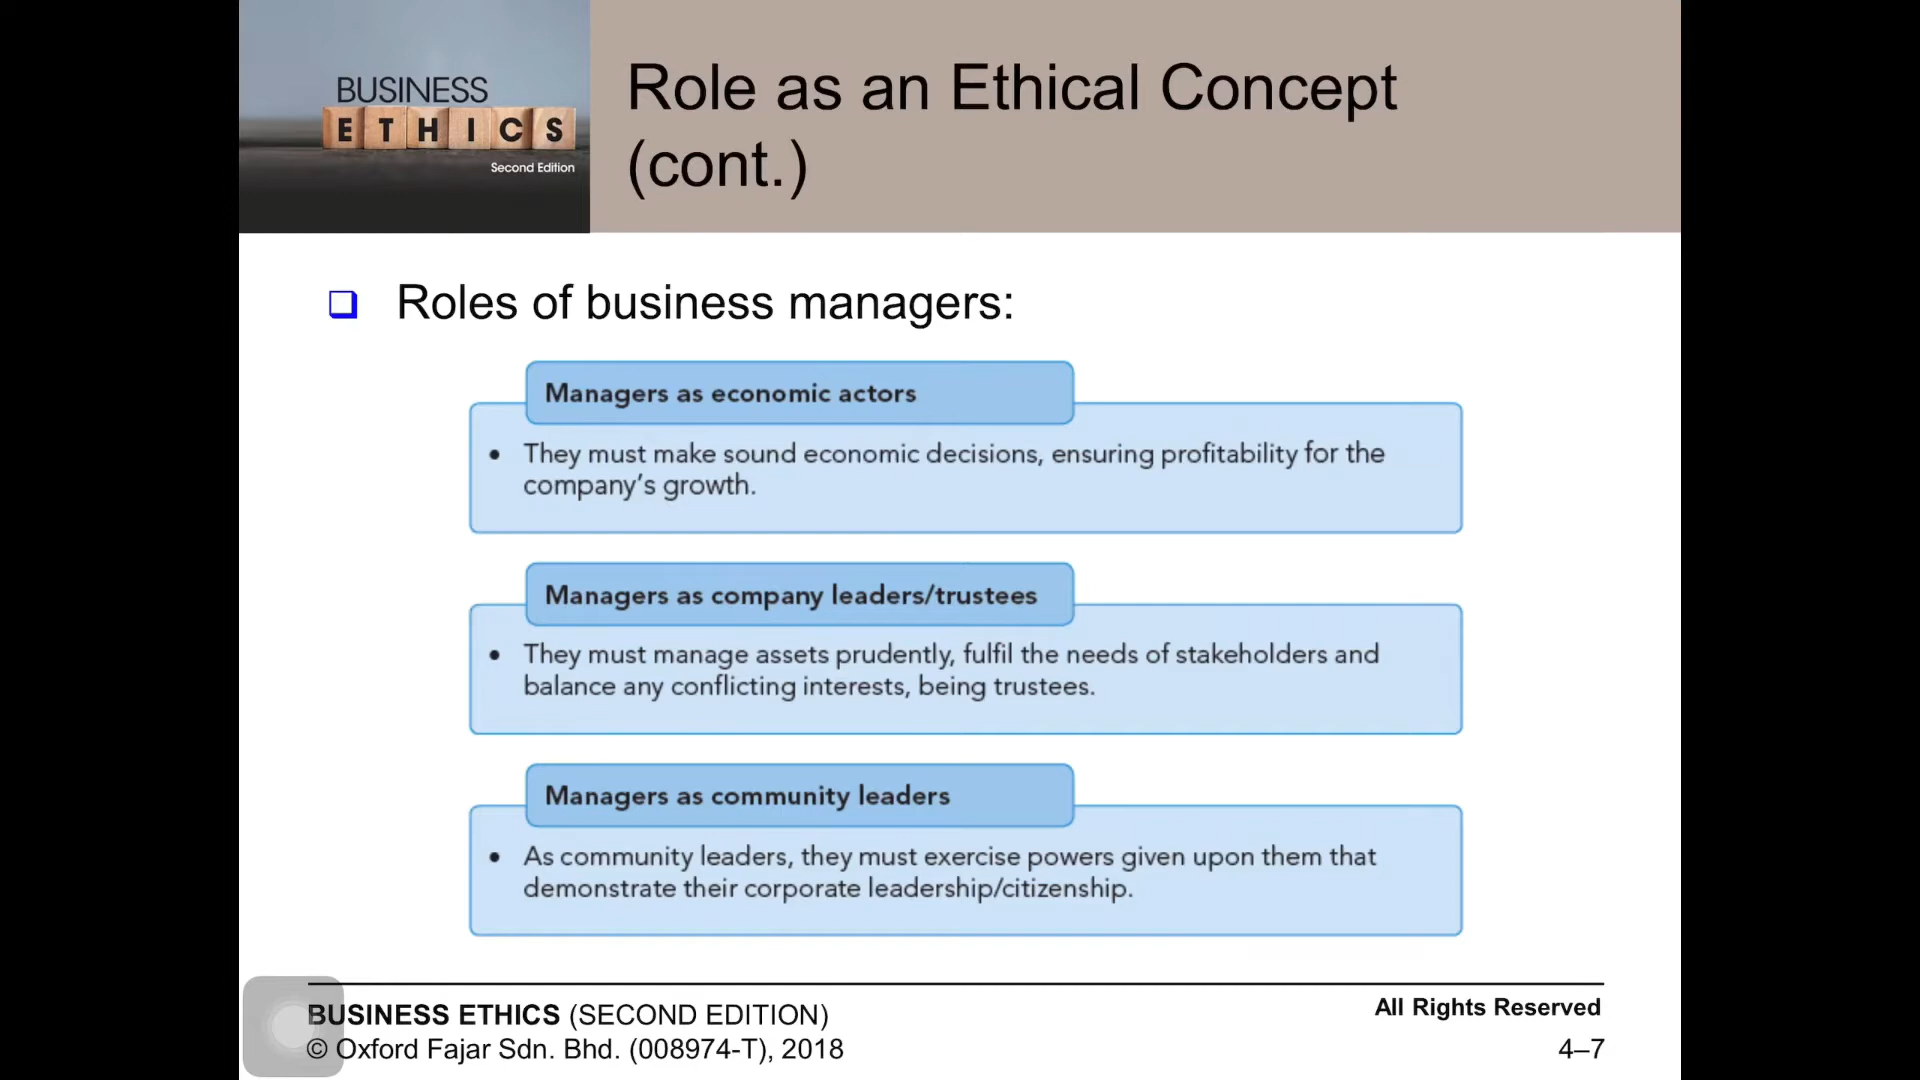 BUSINESS
ETHICS
Second Edition
Role as an Ethical Concept
(cont.)
Roles of business managers:
Managers as economic actors
• They must make sound economic decisions, ensuring profitability for the
company’s growth.
Managers as company leaders/trustees
• They must manage assets prudently, fulfil the needs of stakeholders and
balance any conflicting interests, being trustees.
Managers as community leaders
• As community leaders, they must exercise powers given upon them that
demonstrate their corporate leadership/citizenship.
BUSINESS ETHICS (SECOND EDITION)
© Oxford Fajar Sdn. Bhd. (008974-T), 2018
All Rights Reserved
4–7